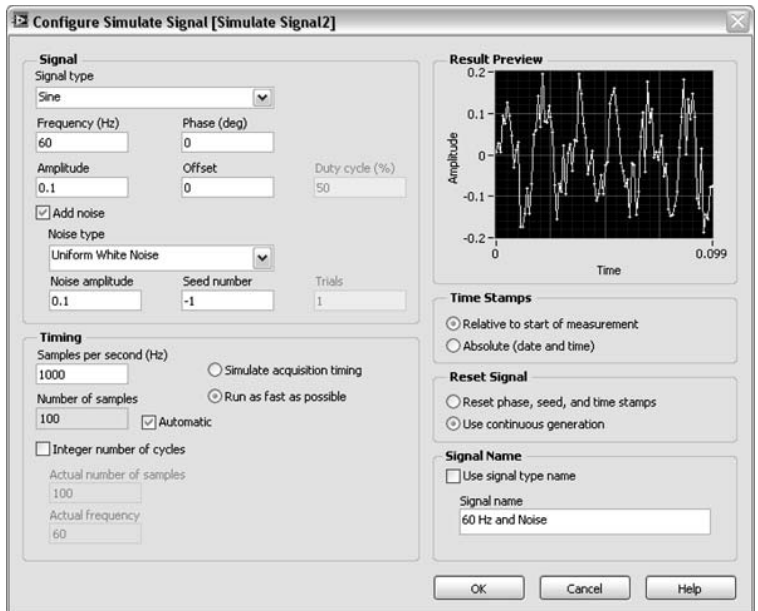 Configure Simulate Signal [Simulate Signal2]
Signal
Signal type
Sine
Frequency (Hz)
Phase (deg)
60
0
Amplitude
Offset
Duty cycle (%)
0.1
0
50
Add noise
Noise type
Uniform White Noise
Noise amplitude
Seed number
Trials
0.1
-1
1
Timing
Samples per second (Hz)
1000
Simulate acquisition timing
Run as fast as possible
Number of samples
100
Automatic
Integer number of cycles
Actual number of samples
100
Actual frequency
60
Result Preview
0.2
0.1
0
-0.1
-0.2
Amplitude
0
0.099
Time
Time Stamps
Relative to start of measurement
Absolute (date and time)
Reset Signal
Reset phase, seed, and time stamps
Use continuous generation
Signal Name
Use signal type name
Signal name
60 Hz and Noise
OK
Cancel
Help